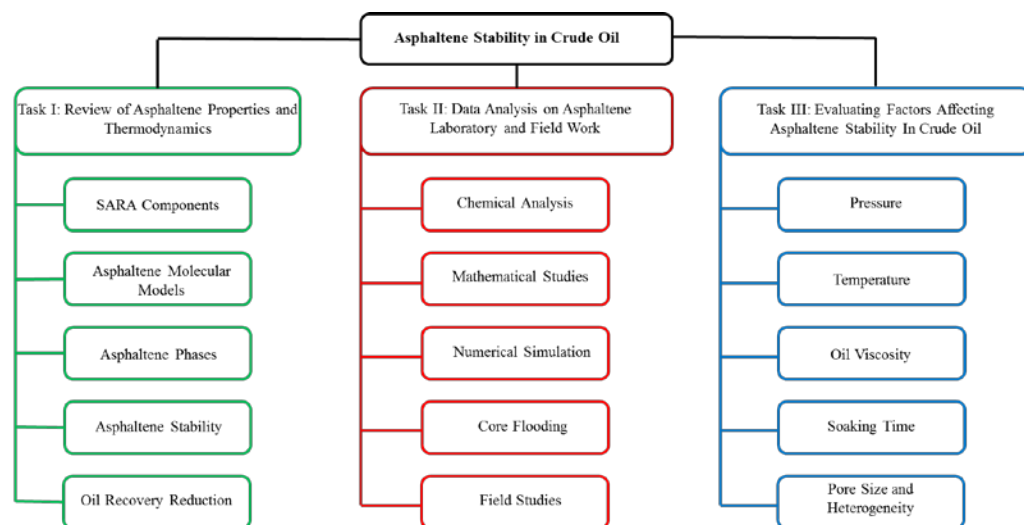 Asphaltene Stability in Crude Oil
Task I: Review of Asphaltene Properties and
Thermodynamics
SARA Components
Asphaltene Molecular
Models
Asphaltene Phases
Asphaltene Stability
Oil Recovery Reduction
Task II: Data Analysis on Asphaltene
Laboratory and Field Work
Chemical Analysis
Mathematical Studies
Numerical Simulation
Core Flooding
Field Studies
Task III: Evaluating Factors Affecting
Asphaltene Stability In Crude Oil
Pressure
Temperature
Oil Viscosity
Soaking Time
Pore Size and
Heterogeneity